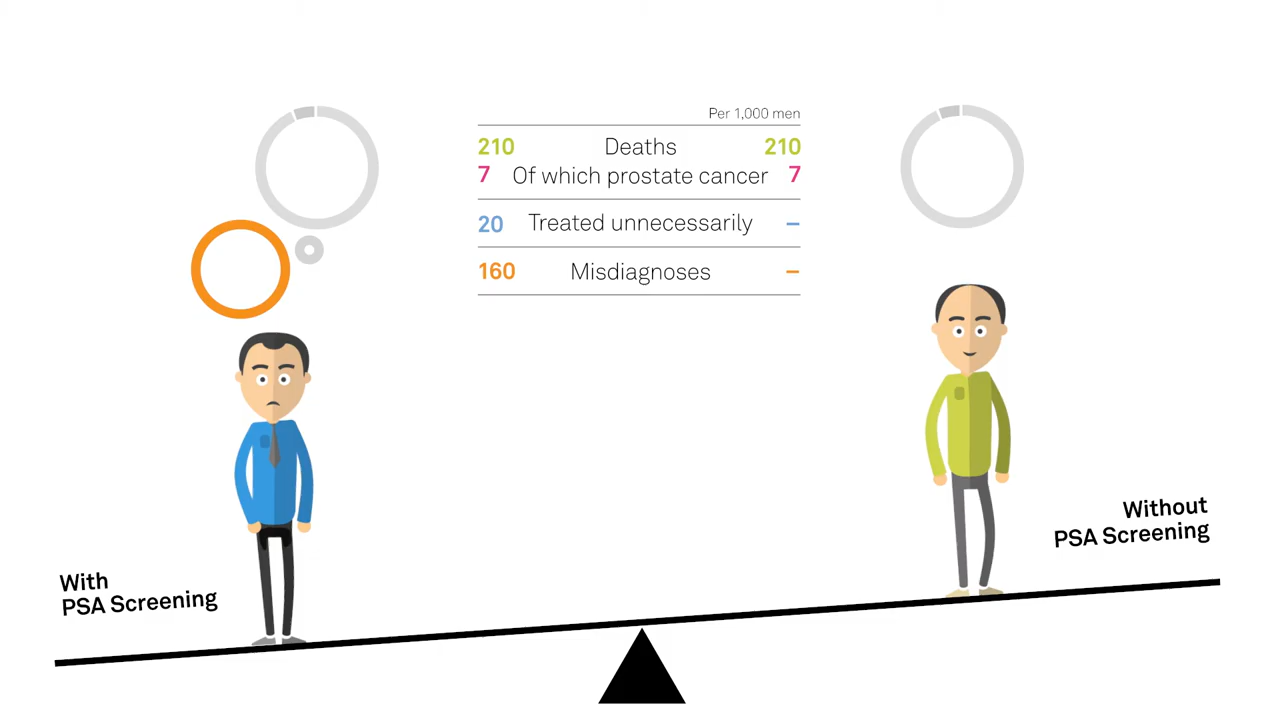 Per 1,000 men
210 Deaths 210
7 Of which prostate cancer 7
20 Treated unnecessarily –
160 Misdiagnoses –
Without
PSA Screening
With
PSA Screening